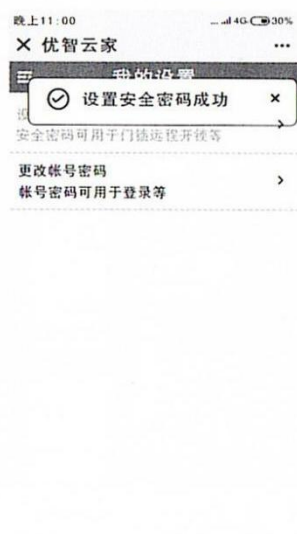 晚上11:00 4G 30%
× 优智云家 ...
我的设置
设置安全密码成功 ×
安全密码可用于门锁远程开锁等
更改帐号密码
帐号密码可用于登录等